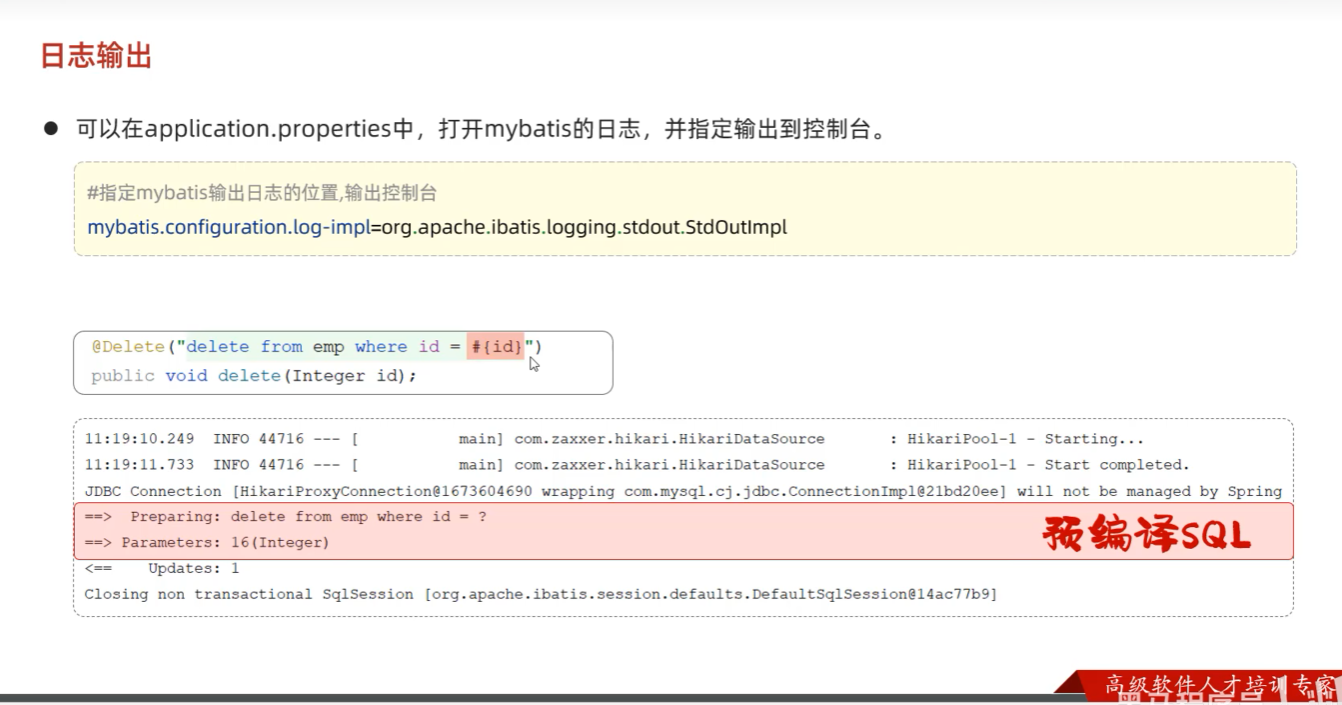 日志输出
● 可以在application.properties中，打开mybatis的日志，并指定输出到控制台。
#指定mybatis输出日志的位置,输出控制台
mybatis.configuration.log-impl=org.apache.ibatis.logging.stdout.StdOutImpl
@Delete("delete from emp where id = #{id}")
public void delete(Integer id);
11:19:10.249  INFO 44716 --- [           main] com.zaxxer.hikari.HikariDataSource       : HikariPool-1 - Starting...
11:19:11.733  INFO 44716 --- [           main] com.zaxxer.hikari.HikariDataSource       : HikariPool-1 - Start completed.
JDBC Connection [HikariProxyConnection@1673604690 wrapping com.mysql.cj.jdbc.ConnectionImpl@21bd20ee] will not be managed by Spring
==>  Preparing: delete from emp where id = ?
==> Parameters: 16(Integer)
预编译SQL
<==    Updates: 1
Closing non transactional SqlSession [org.apache.ibatis.session.defaults.DefaultSqlSession@14ac77b9]
高级软件人才培训专家